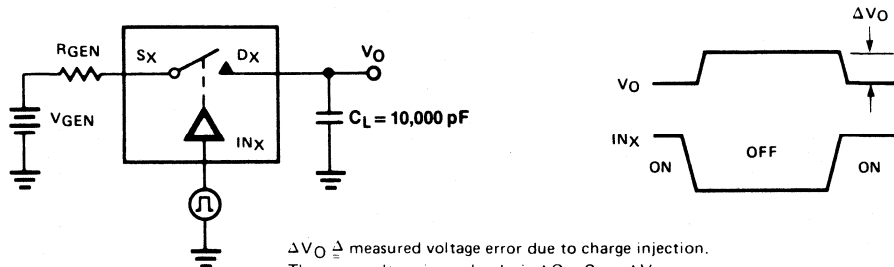 ΔVO
RGEN
SX
DX
VO
VGEN
CL = 10,000 pF
INX
VO
INX
ON
OFF
ON
ΔVO ≜ measured voltage error due to charge injection.